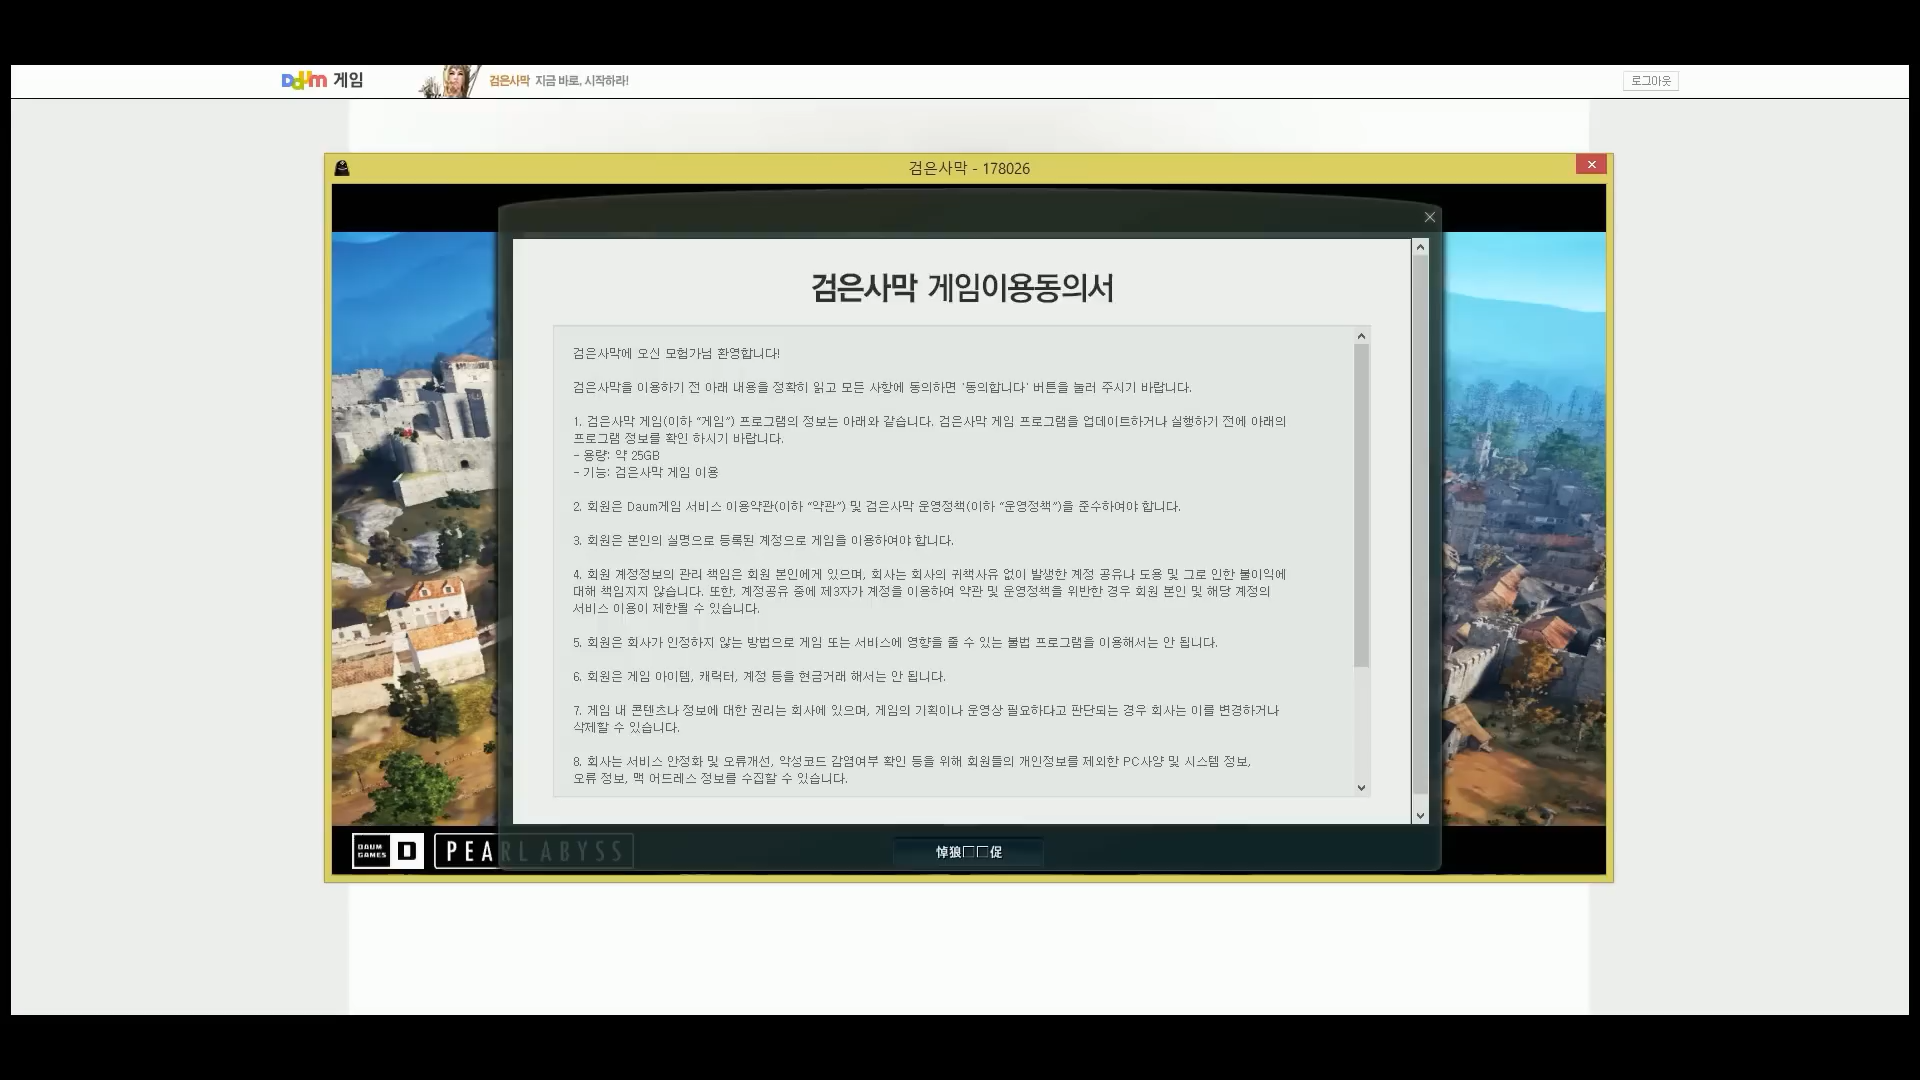 Daum 게임
검은사막 지금 바로, 시작하라!
로그아웃
검은사막 - 178026
검은사막 게임이용동의서
검은사막에 오신 모험가님 환영합니다!
검은사막을 이용하기 전 아래 내용을 정확히 읽고 모든 사항에 동의하면 '동의합니다' 버튼을 눌러 주시기 바랍니다.
1. 검은사막 게임(이하 "게임") 프로그램의 정보는 아래와 같습니다. 검은사막 게임 프로그램을 업데이트하거나 실행하기 전에 아래의
프로그램 정보를 확인 하시기 바랍니다.
- 용량: 약 25GB
- 기능: 검은사막 게임 이용
2. 회원은 Daum게임 서비스 이용약관(이하 "약관") 및 검은사막 운영정책(이하 "운영정책")을 준수하여야 합니다.
3. 회원은 본인의 실명으로 등록된 계정으로 게임을 이용하여야 합니다.
4. 회원 계정정보의 관리 책임은 회원 본인에게 있으며, 회사는 회사의 귀책사유 없이 발생한 계정 공유나 도용 및 그로 인한 불이익에
대해 책임지지 않습니다. 또한, 계정공유 중에 제3자가 계정을 이용하여 약관 및 운영정책을 위반한 경우 회원 본인 및 해당 계정의
서비스 이용이 제한될 수 있습니다.
5. 회원은 회사가 인정하지 않는 방법으로 게임 또는 서비스에 영향을 줄 수 있는 불법 프로그램을 이용해서는 안 됩니다.
6. 회원은 게임 아이템, 캐릭터, 계정 등을 현금거래 해서는 안 됩니다.
7. 게임 내 콘텐츠나 정보에 대한 권리는 회사에 있으며, 게임의 기획이나 운영상 필요하다고 판단되는 경우 회사는 이를 변경하거나
삭제할 수 있습니다.
8. 회사는 서비스 안정화 및 오류개선, 악성코드 감염여부 확인 등을 위해 회원들의 개인정보를 제외한 PC사양 및 시스템 정보,
오류 정보, 맥 어드레스 정보를 수집할 수 있습니다.
DAUM
GAMES D
PEARL ABYSS
悼狼□□促